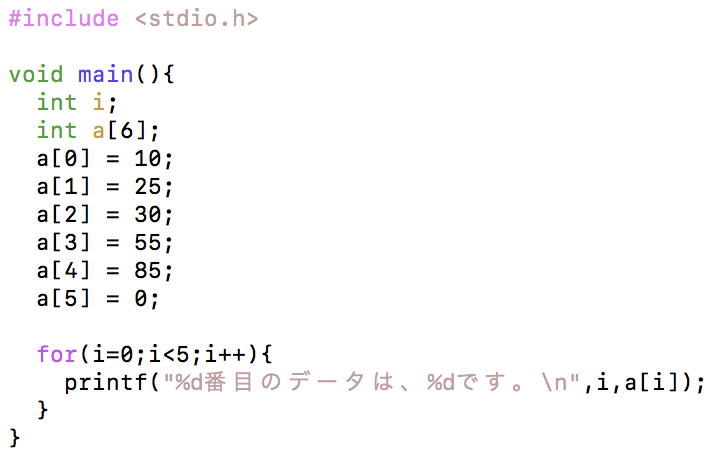 #include <stdio.h>

void main(){
  int i;
  int a[6];
  a[0] = 10;
  a[1] = 25;
  a[2] = 30;
  a[3] = 55;
  a[4] = 85;
  a[5] = 0;

  for(i=0;i<5;i++){
    printf("%d番目のデータは、%dです。\n",i,a[i]);
  }
}